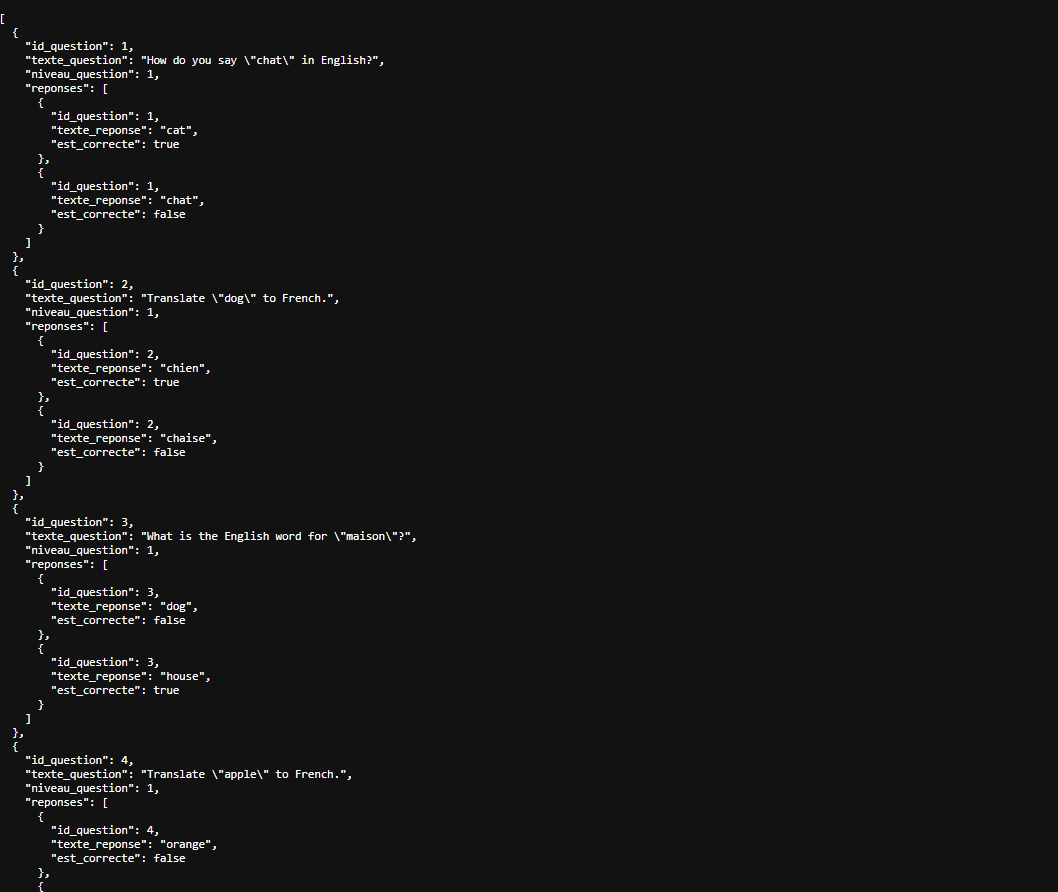 [
  {
    "id_question": 1,
    "texte_question": "How do you say \"chat\" in English?",
    "niveau_question": 1,
    "reponses": [
      {
        "id_question": 1,
        "texte_reponse": "cat",
        "est_correcte": true
      },
      {
        "id_question": 1,
        "texte_reponse": "chat",
        "est_correcte": false
      }
    ]
  },
  {
    "id_question": 2,
    "texte_question": "Translate \"dog\" to French.",
    "niveau_question": 1,
    "reponses": [
      {
        "id_question": 2,
        "texte_reponse": "chien",
        "est_correcte": true
      },
      {
        "id_question": 2,
        "texte_reponse": "chaise",
        "est_correcte": false
      }
    ]
  },
  {
    "id_question": 3,
    "texte_question": "What is the English word for \"maison\"?",
    "niveau_question": 1,
    "reponses": [
      {
        "id_question": 3,
        "texte_reponse": "dog",
        "est_correcte": false
      },
      {
        "id_question": 3,
        "texte_reponse": "house",
        "est_correcte": true
      }
    ]
  },
  {
    "id_question": 4,
    "texte_question": "Translate \"apple\" to French.",
    "niveau_question": 1,
    "reponses": [
      {
        "id_question": 4,
        "texte_reponse": "orange",
        "est_correcte": false
      },
      {